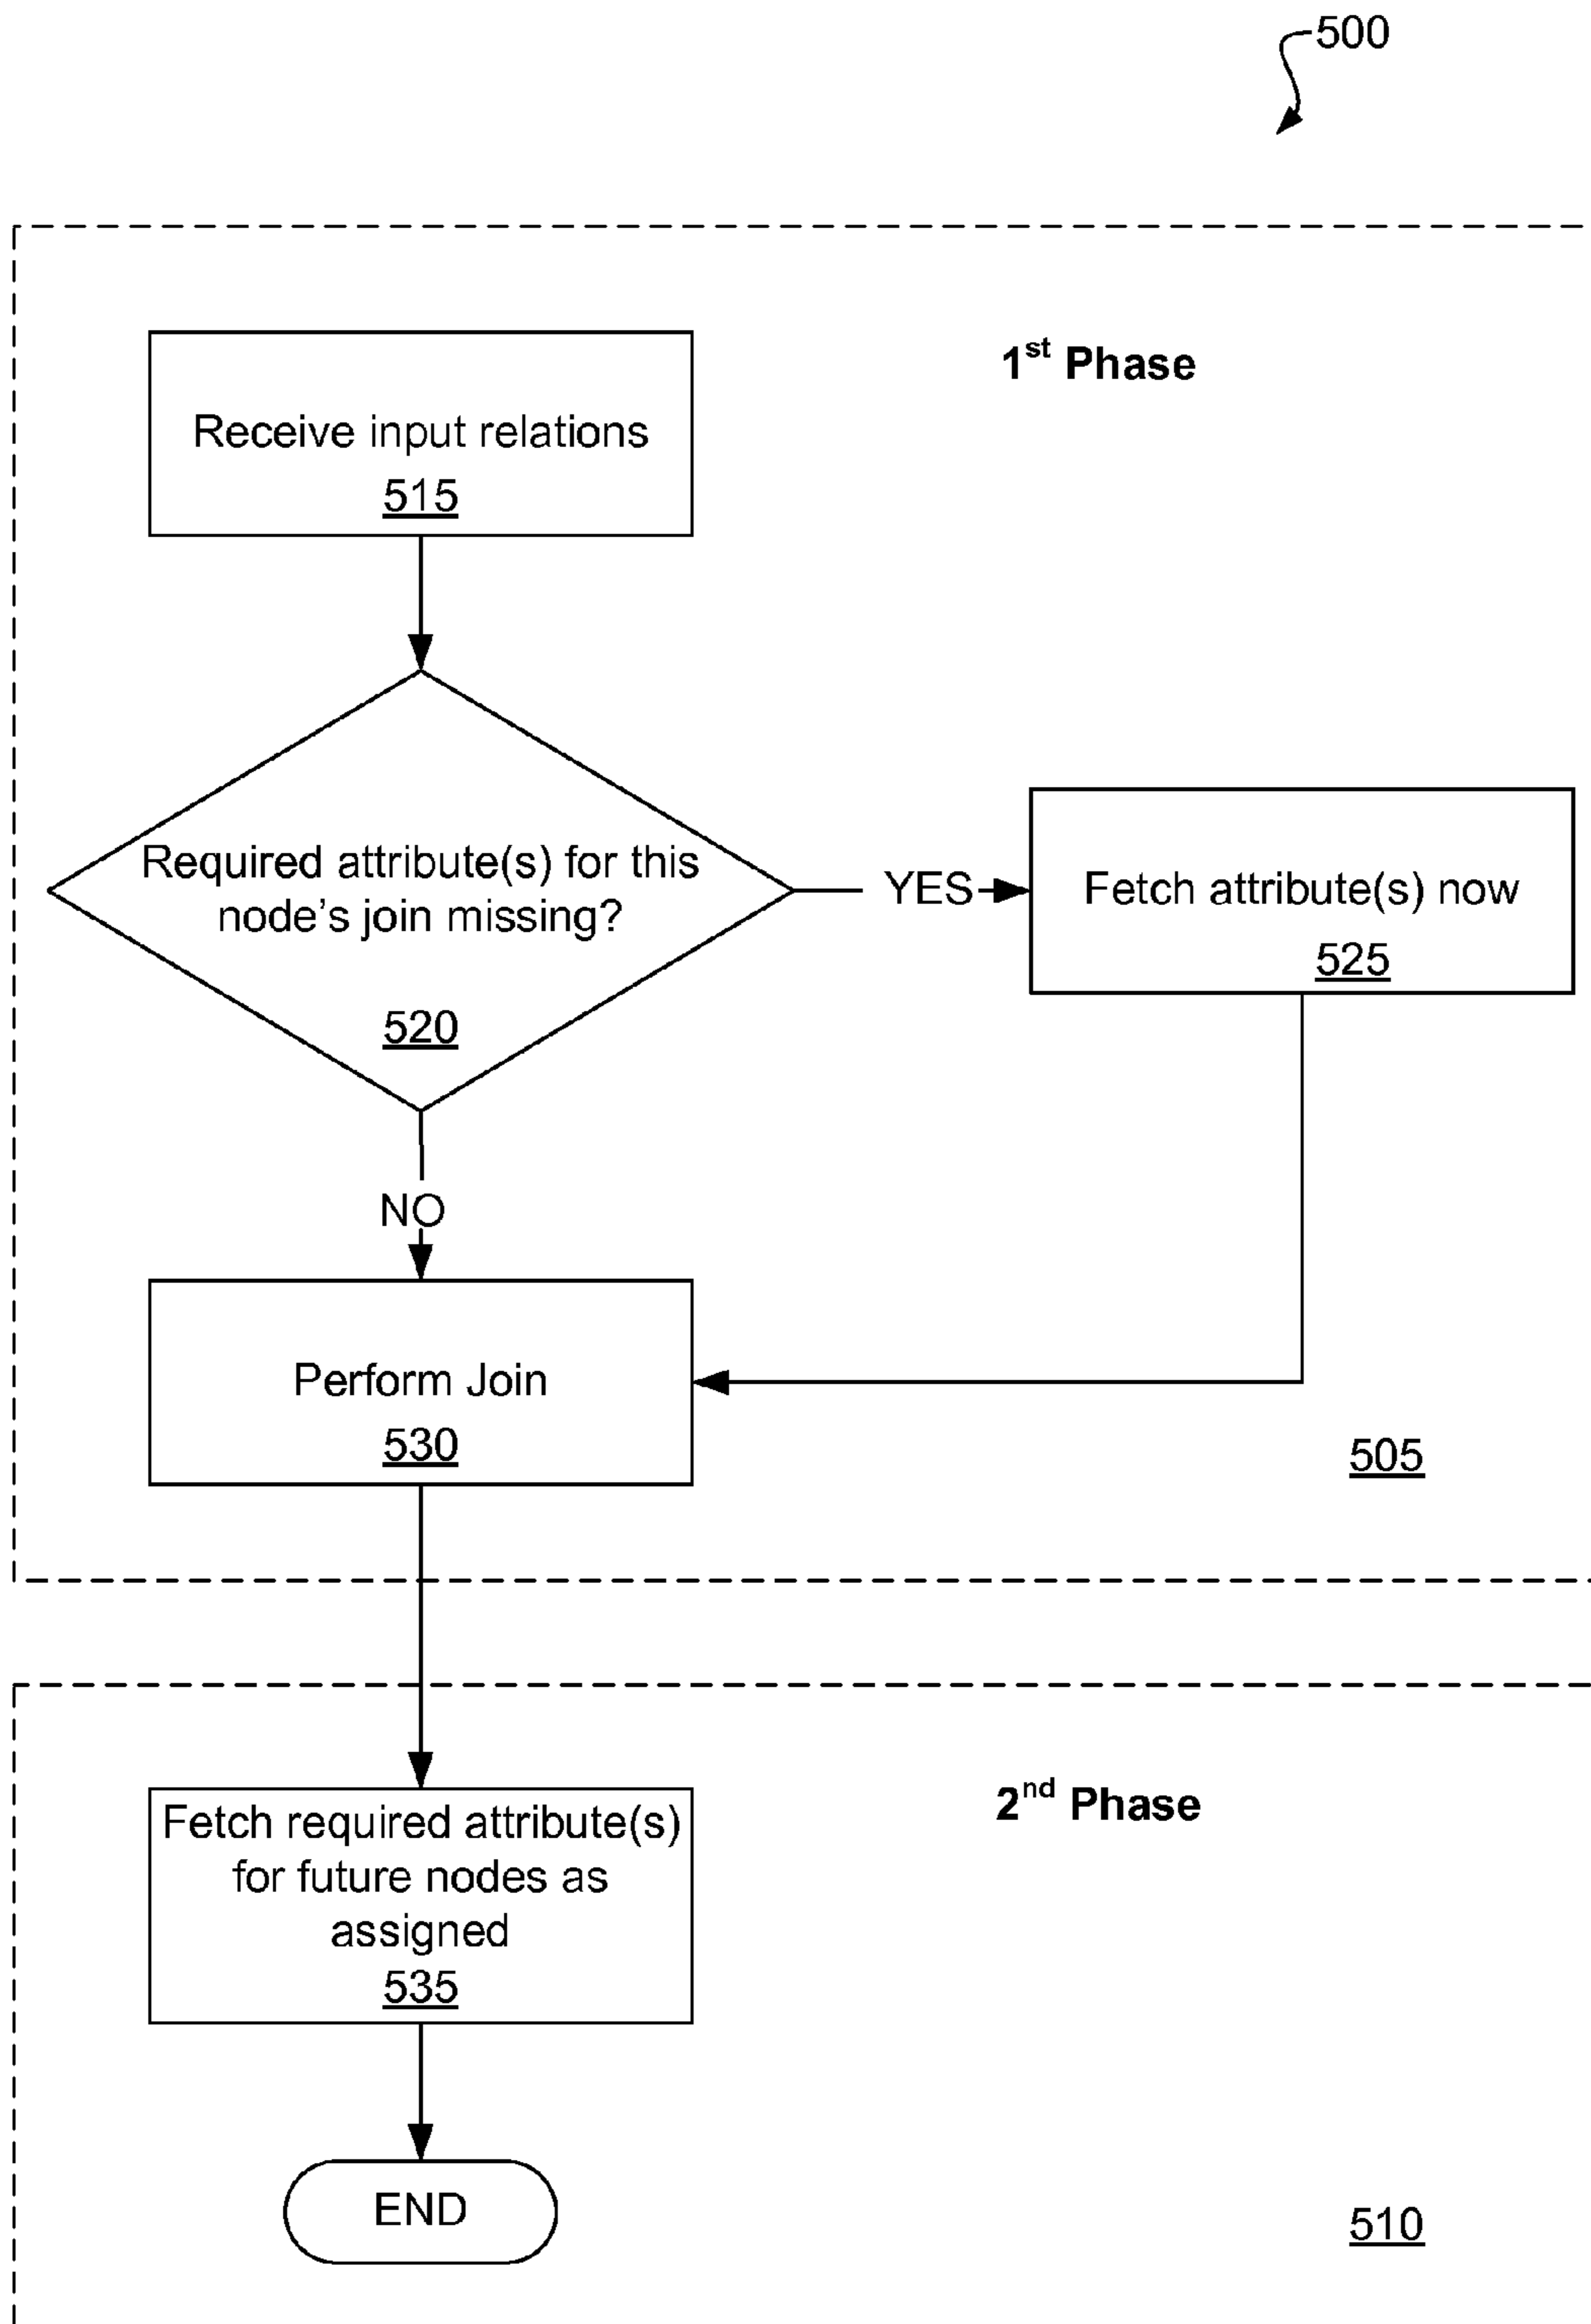 500
1st Phase
Receive input relations
515
Required attribute(s) for this
node's join missing?
520
YES
Fetch attribute(s) now
525
NO
Perform Join
530
505
2nd Phase
Fetch required attribute(s)
for future nodes as
assigned
535
END
510